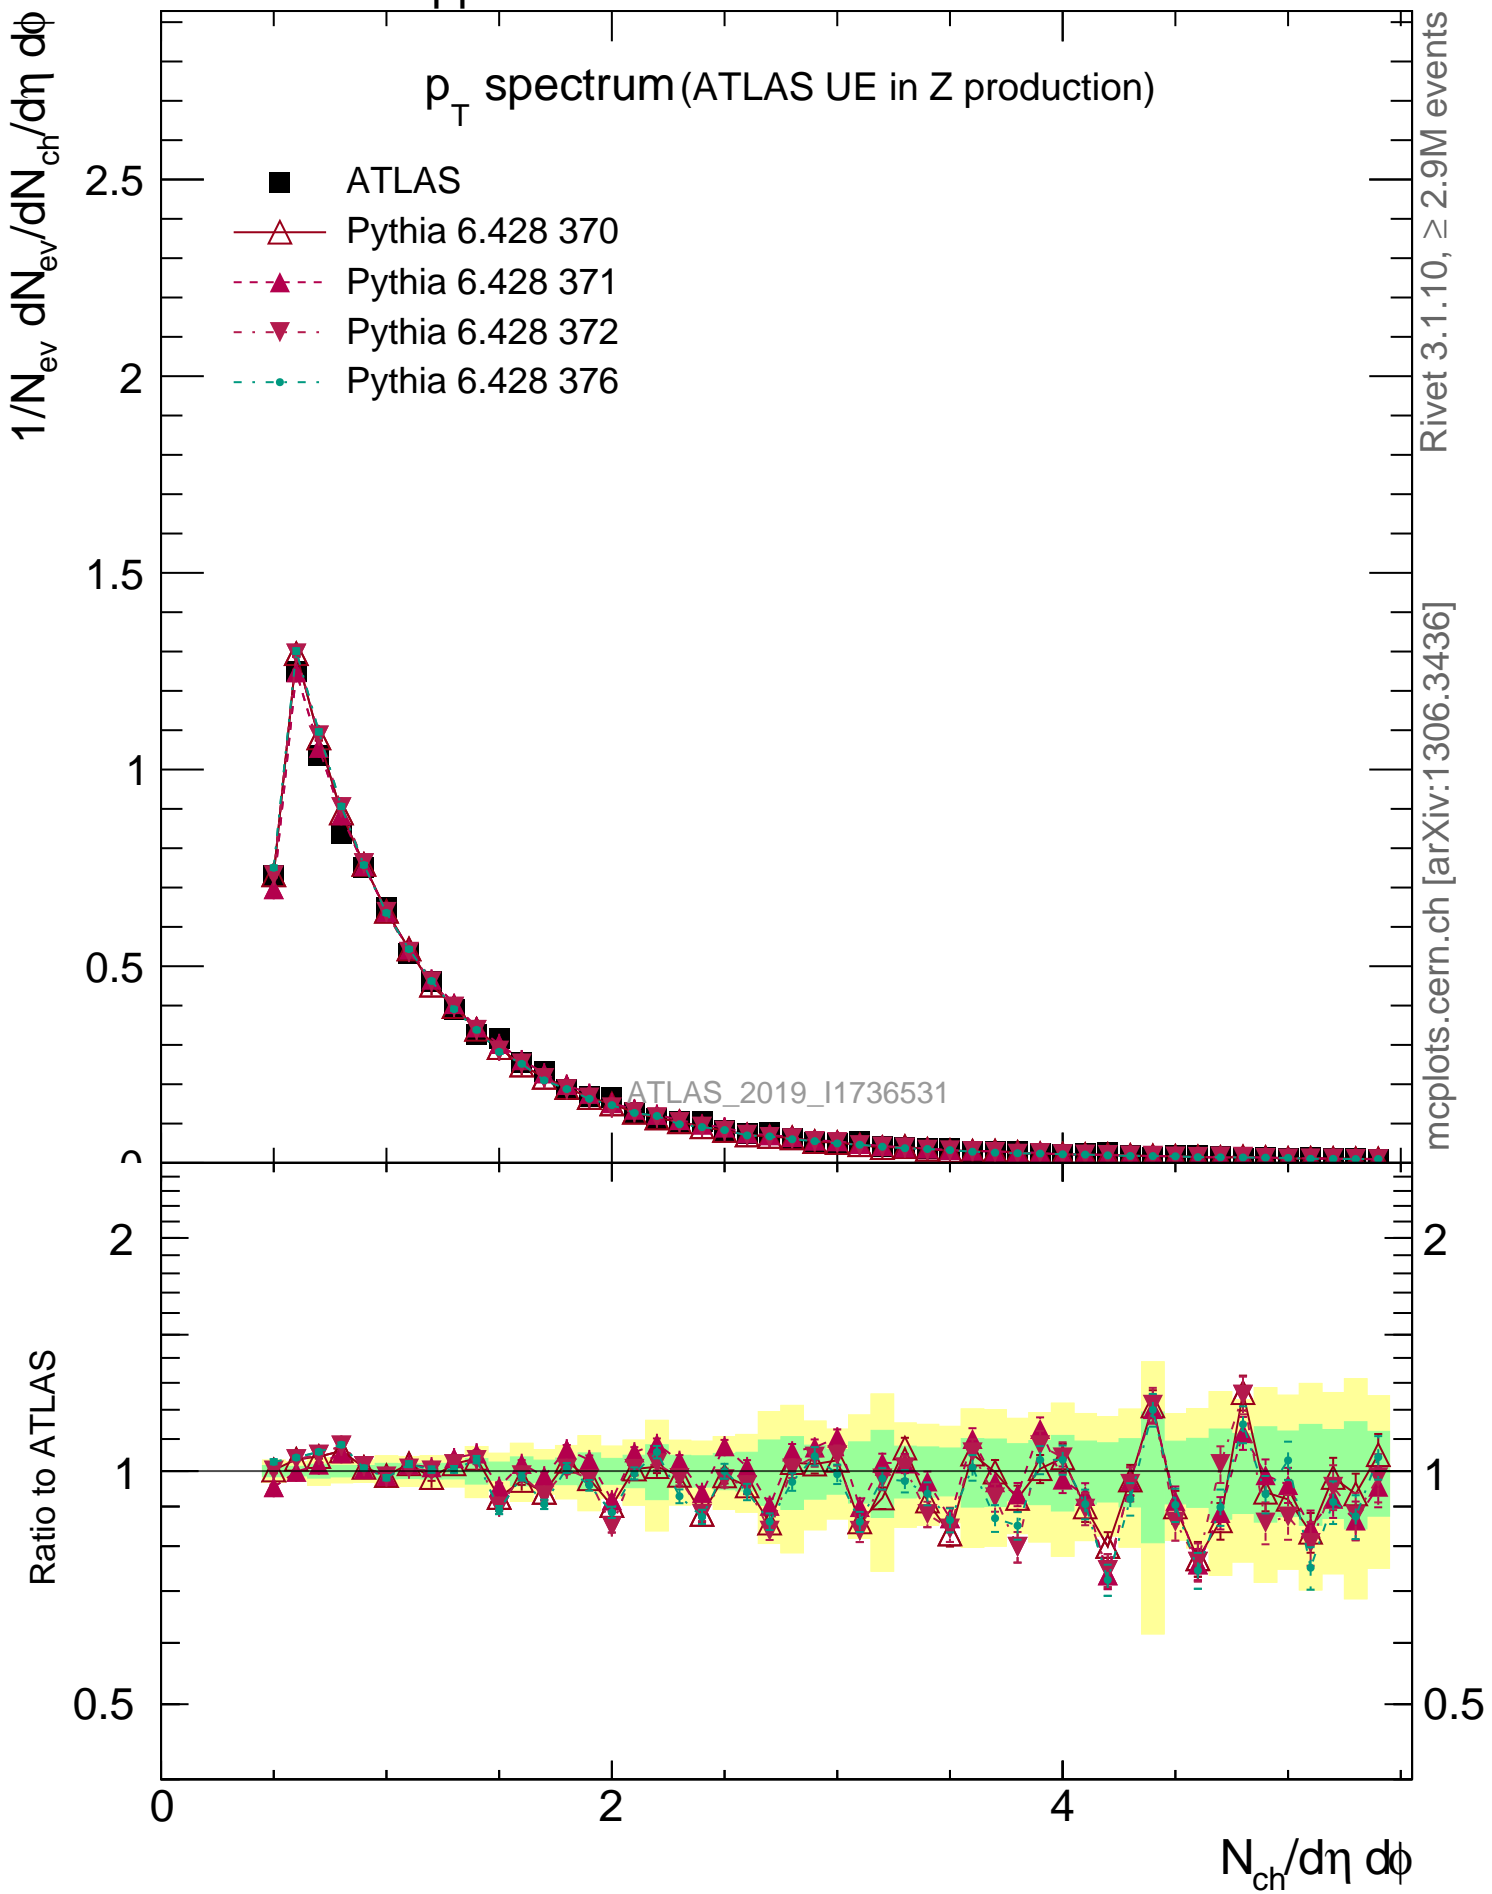 p_T spectrum (ATLAS UE in Z production)
1/N_ev dN_ev/dN_ch/dη dϕ
ATLAS
Pythia 6.428 370
Pythia 6.428 371
Pythia 6.428 372
Pythia 6.428 376
2.5
2
1.5
1
0.5
0
ATLAS_2019_I1736531
Rivet 3.1.10, ≥ 2.9M events
mcplots.cern.ch [arXiv:1306.3436]
Ratio to ATLAS
2
1
0.5
2
1
0.5
0
2
4
N_ch/dη dϕ